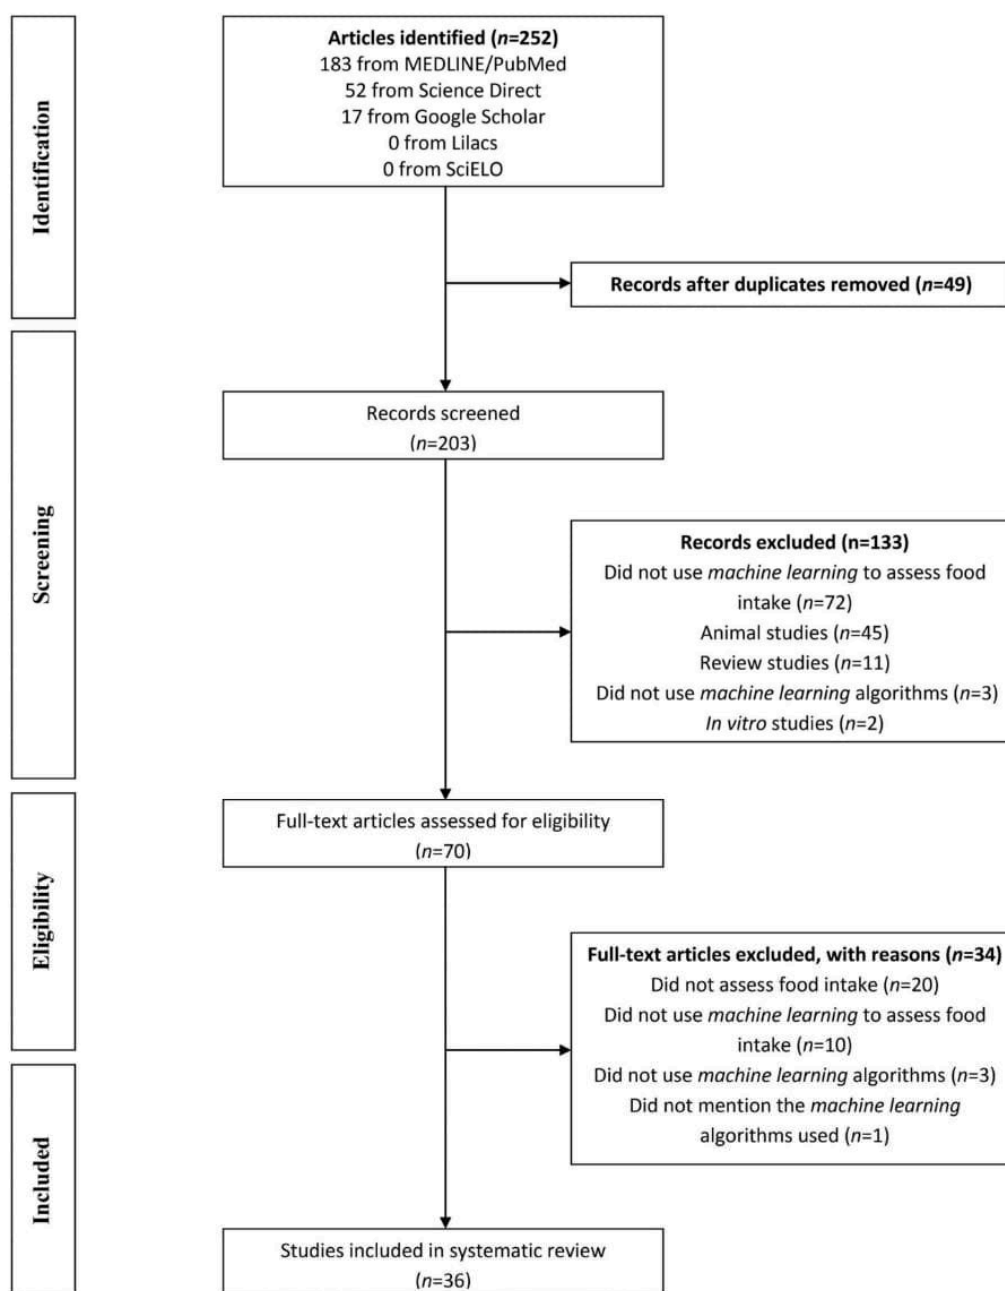 Identification
Articles identified (n=252)
183 from MEDLINE/PubMed
52 from Science Direct
17 from Google Scholar
0 from Lilacs
0 from SciELO
Records after duplicates removed (n=49)
Screening
Records screened
(n=203)
Records excluded (n=133)
Did not use machine learning to assess food
intake (n=72)
Animal studies (n=45)
Review studies (n=11)
Did not use machine learning algorithms (n=3)
In vitro studies (n=2)
Eligibility
Full-text articles assessed for eligibility
(n=70)
Full-text articles excluded, with reasons (n=34)
Did not assess food intake (n=20)
Did not use machine learning to assess food
intake (n=10)
Did not use machine learning algorithms (n=3)
Did not mention the machine learning
algorithms used (n=1)
Included
Studies included in systematic review
(n=36)